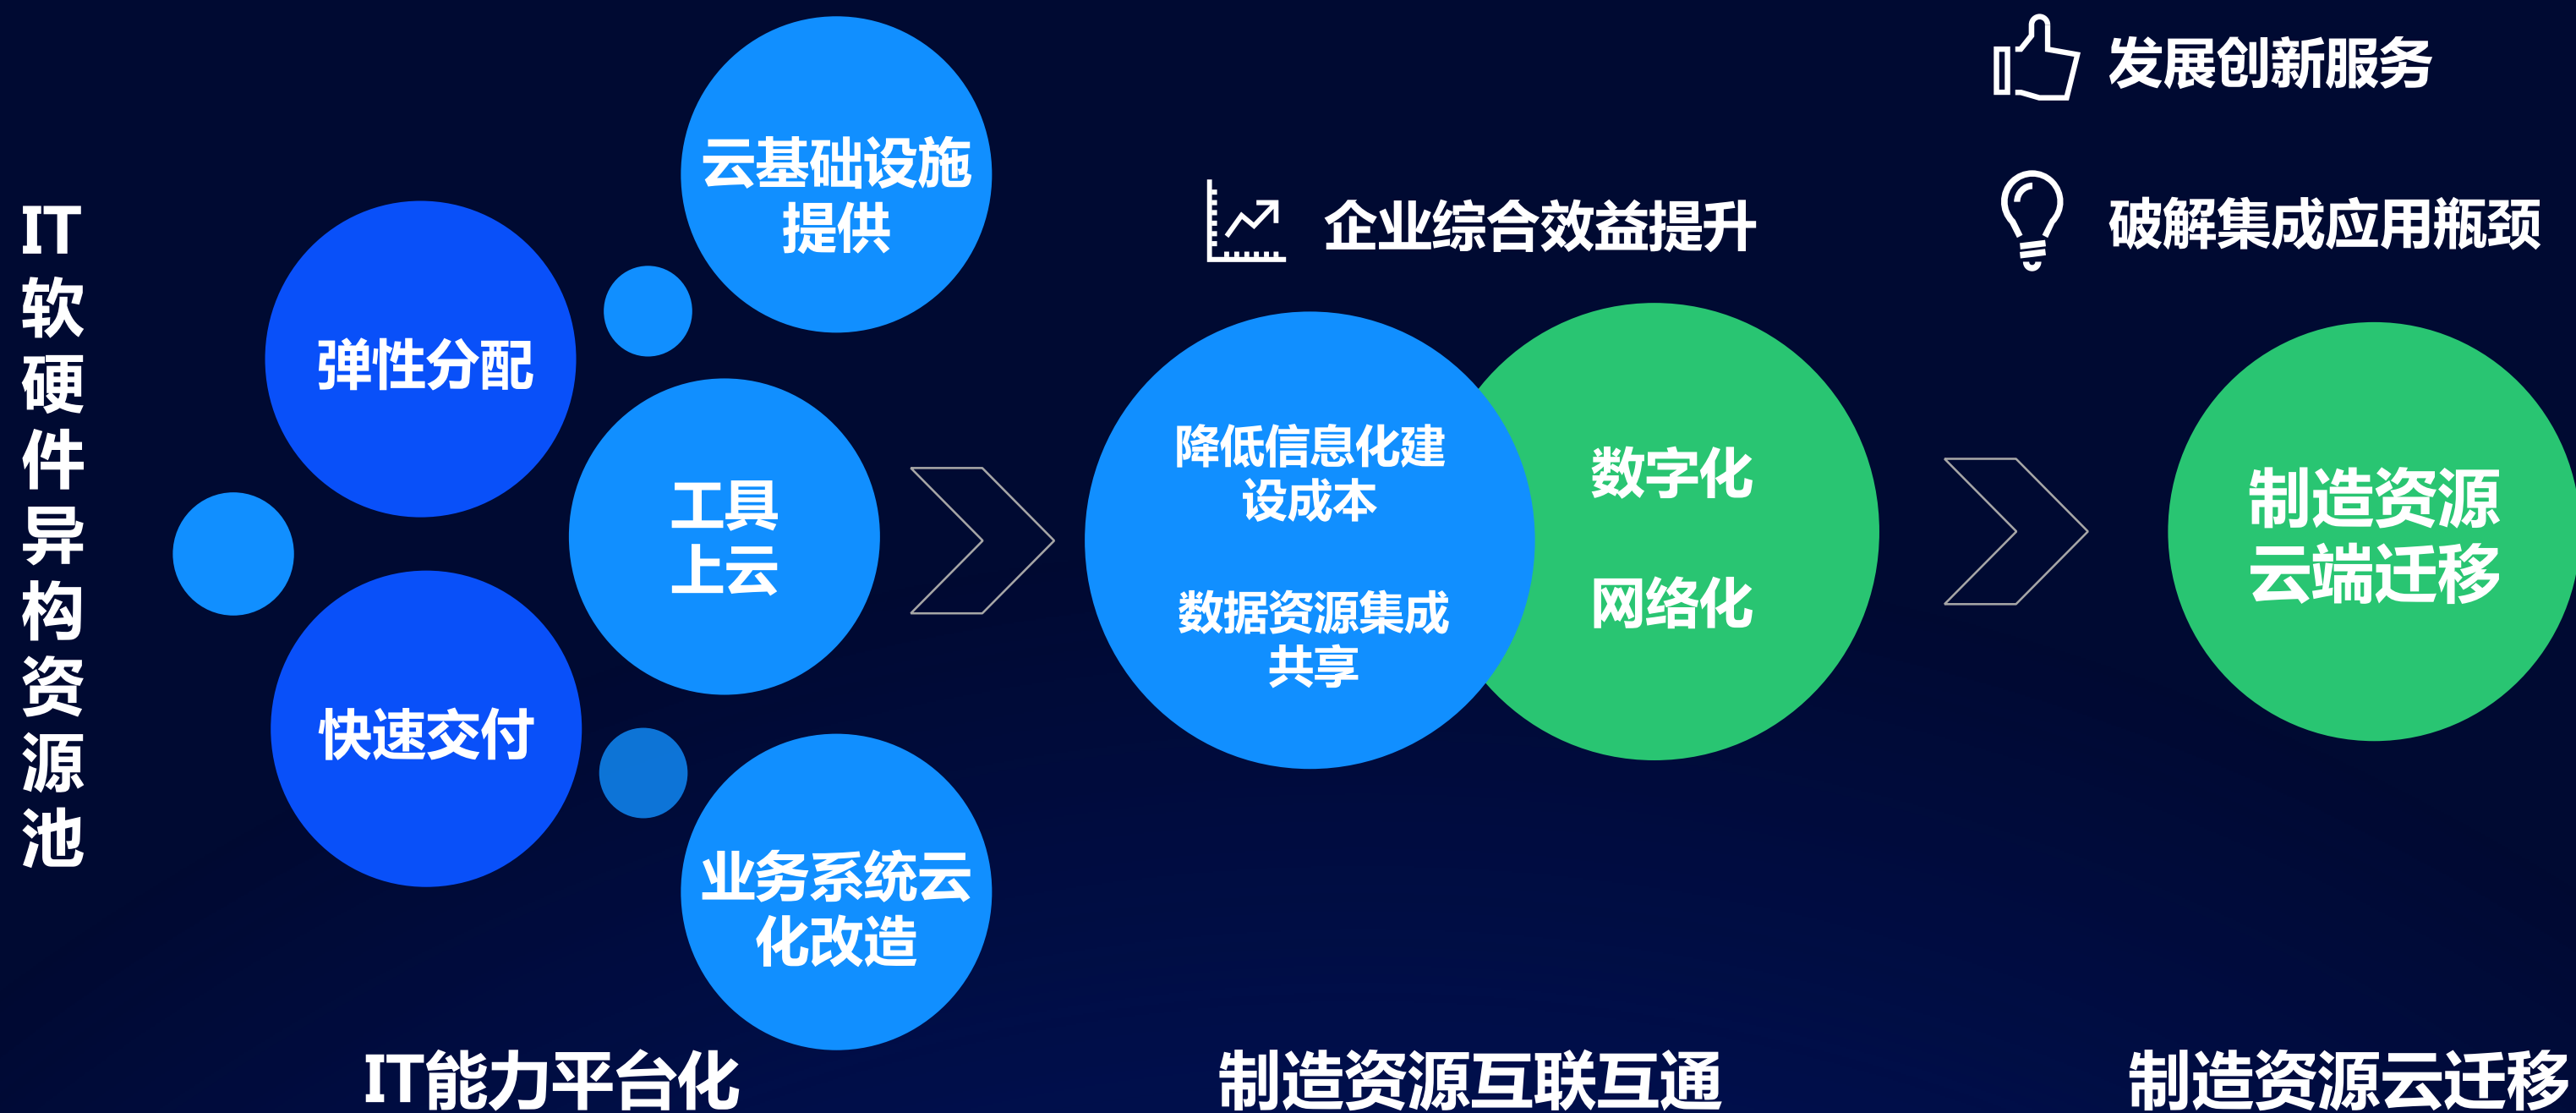 IT软硬件异构资源池
弹性分配
快速交付
云基础设施
提供
工具
上云
业务系统云
化改造
IT能力平台化
企业综合效益提升
降低信息化建
设成本
数据资源集成
共享
数字化
网络化
制造资源互联互通
发展创新服务
破解集成应用瓶颈
制造资源
云端迁移
制造资源云迁移